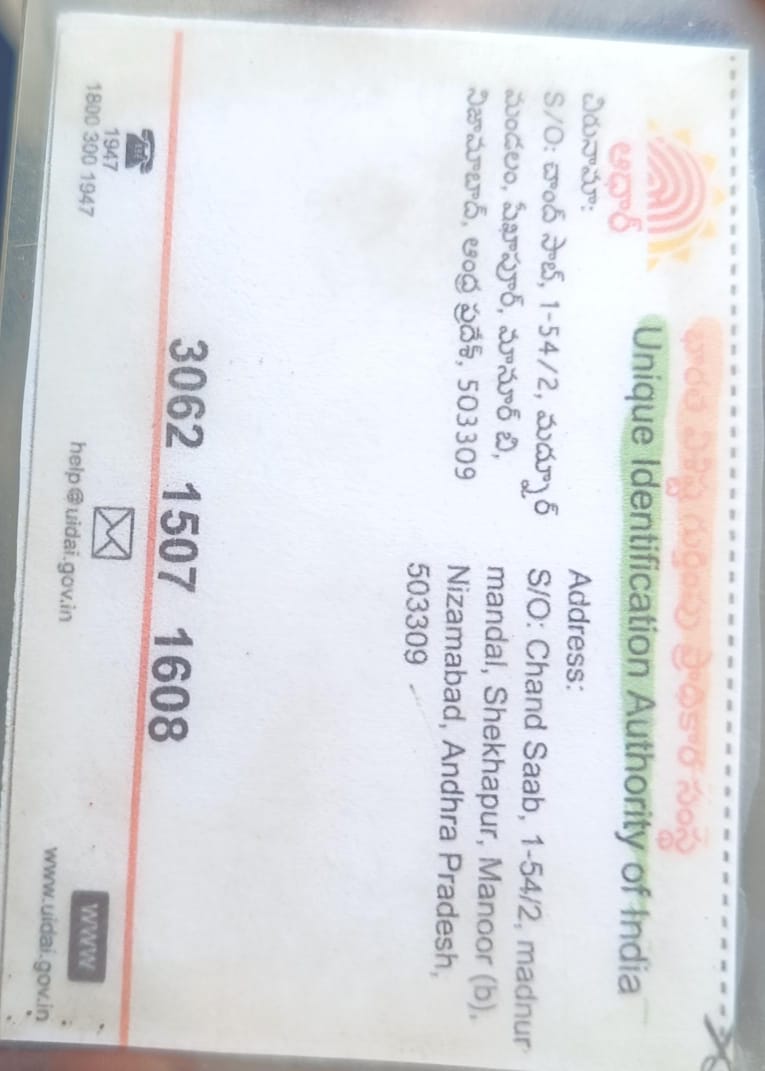 భారత విశిష్ట గుర్తింపు ప్రాధికార సంస్థ
Unique Identification Authority of India
ఆధార్
చిరునామా:
S/O: చాంద్ సాబ్, 1-54/2, మద్నూర్
మండలం, షేఖాపూర్, మానూర్ బి,
నిజామాబాద్, ఆంధ్ర ప్రదేశ్, 503309
Address:
S/O: Chand Saab, 1-54/2, madnur
mandal, Shekhapur, Manoor (b),
Nizamabad, Andhra Pradesh,
503309
3062 1507 1608
1947
1800 300 1947
help@uidai.gov.in
www
www.uidai.gov.in